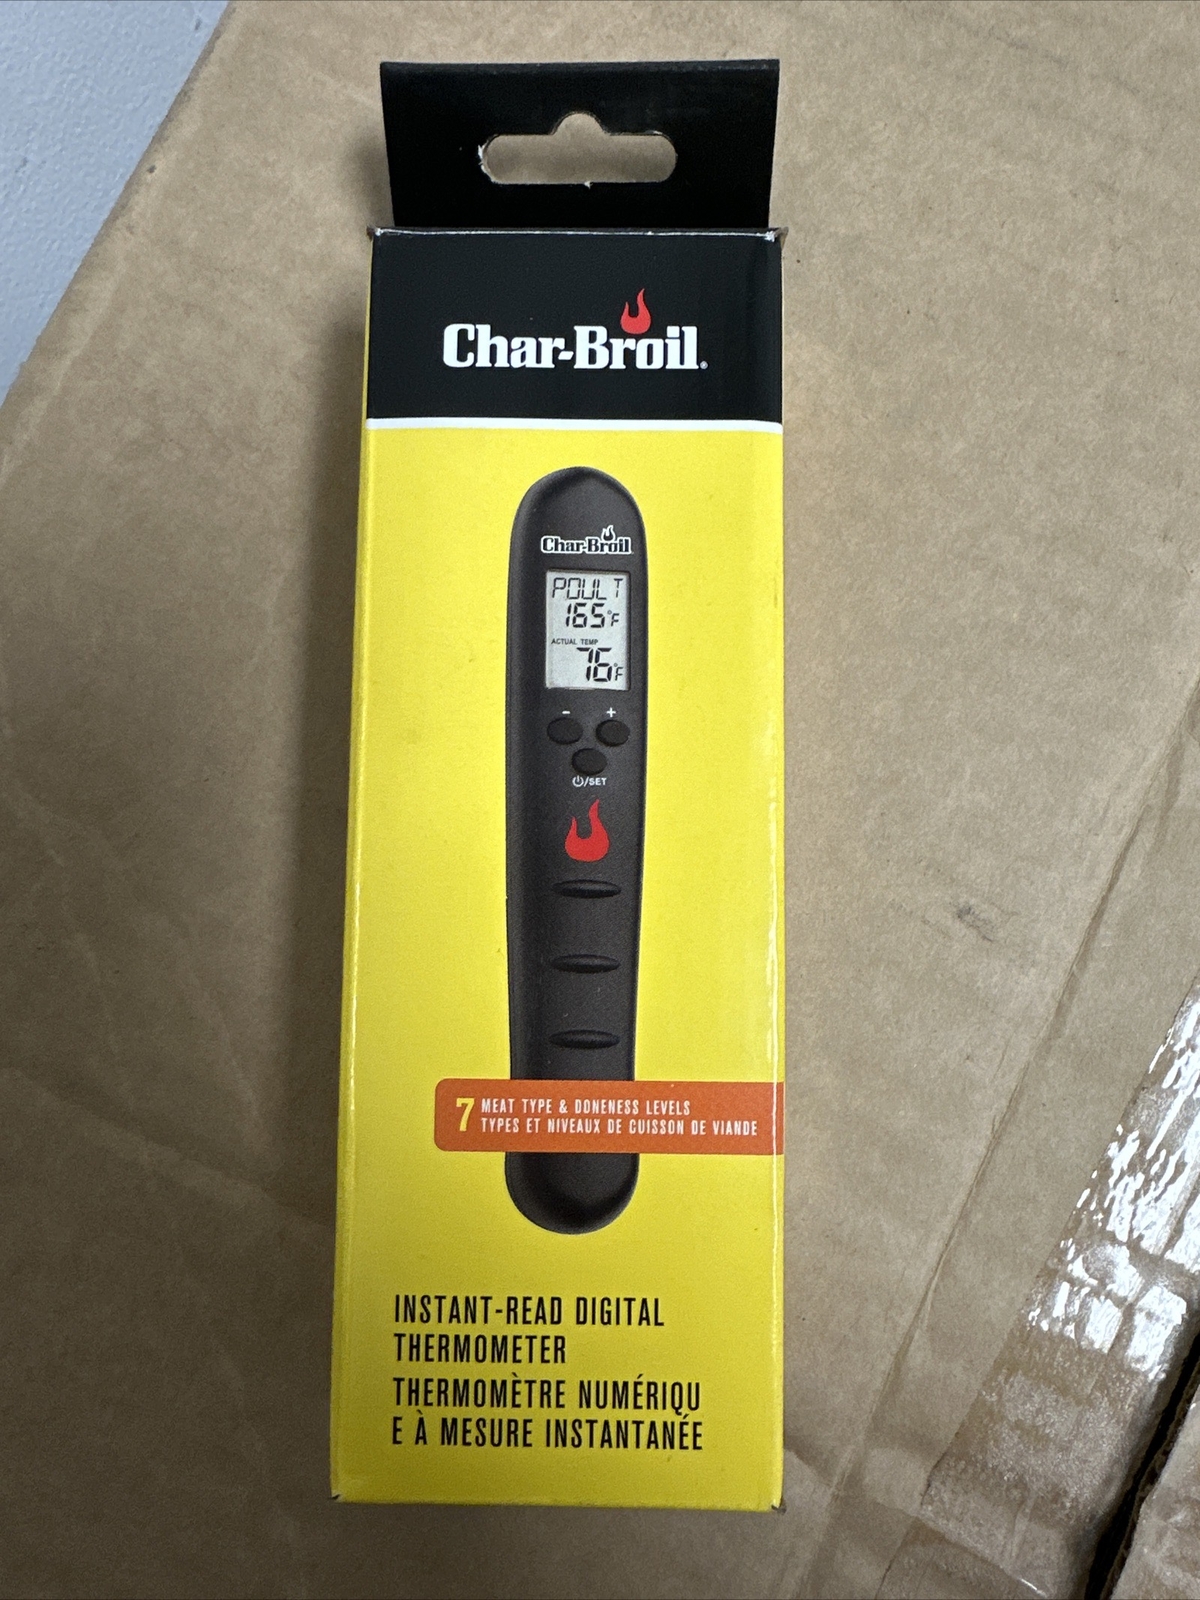 Char-Broil®
Char-Broil
POULT
165°F
ACTUAL TEMP
76°F
- +
⏻/SET
7 MEAT TYPE & DONENESS LEVELS
TYPES ET NIVEAUX DE CUISSON DE VIANDE
INSTANT-READ DIGITAL
THERMOMETER
THERMOMÈTRE NUMÉRIQU
E À MESURE INSTANTANÉE